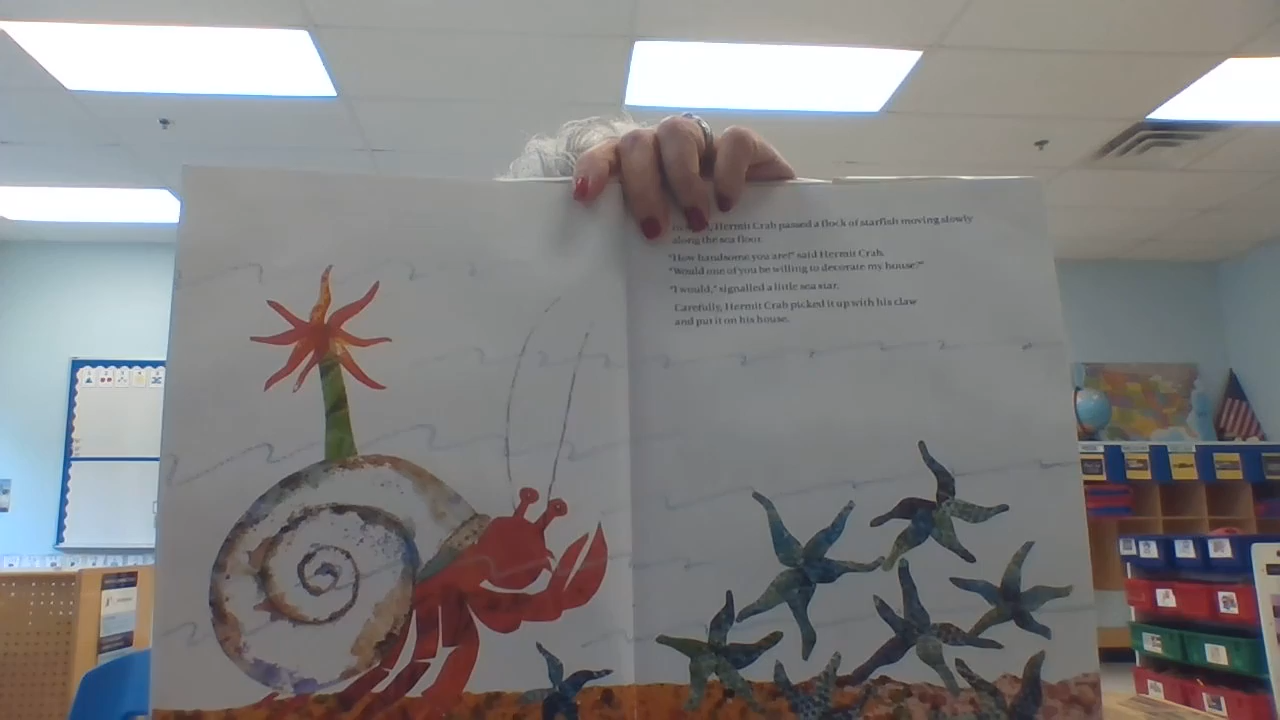 Hermit Crab passed a flock of starfish moving slowly
along the sea floor.
"How handsome you are!" said Hermit Crab.
"Would one of you be willing to decorate my house?"
"I would," signalled a little sea star.
Carefully, Hermit Crab picked it up with his claw
and put it on his house.